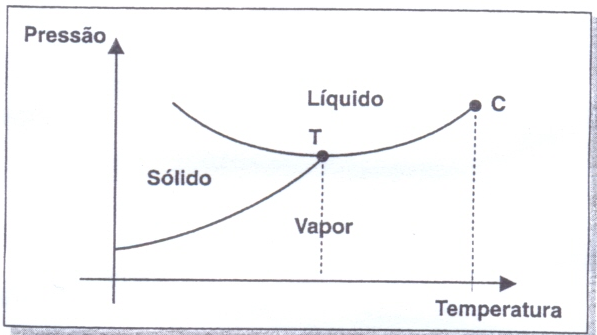 Pressão
Líquido
C
T
Sólido
Vapor
Temperatura